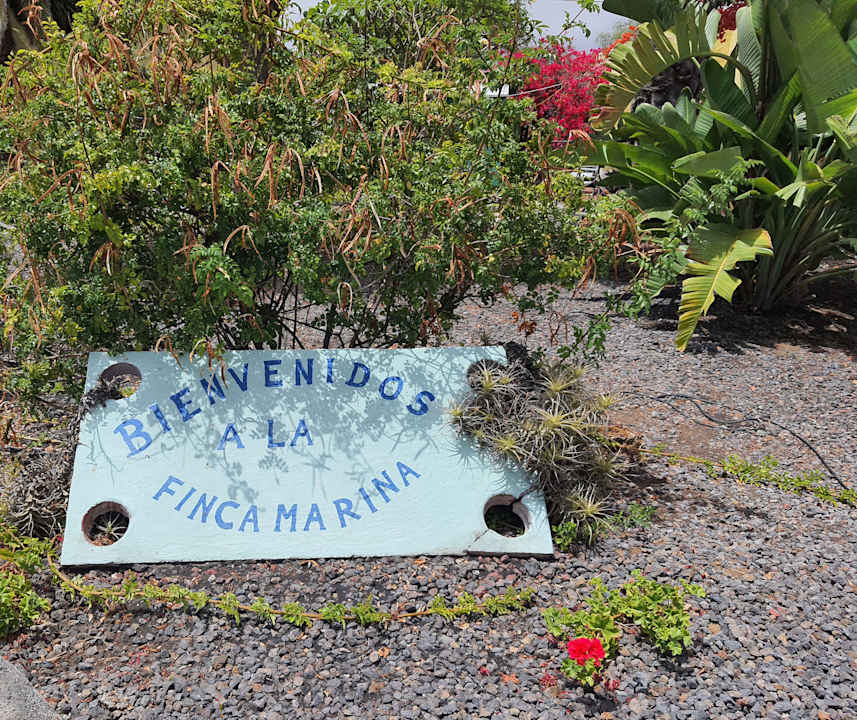 BIENVENIDOS
A LA
FINCA MARINA